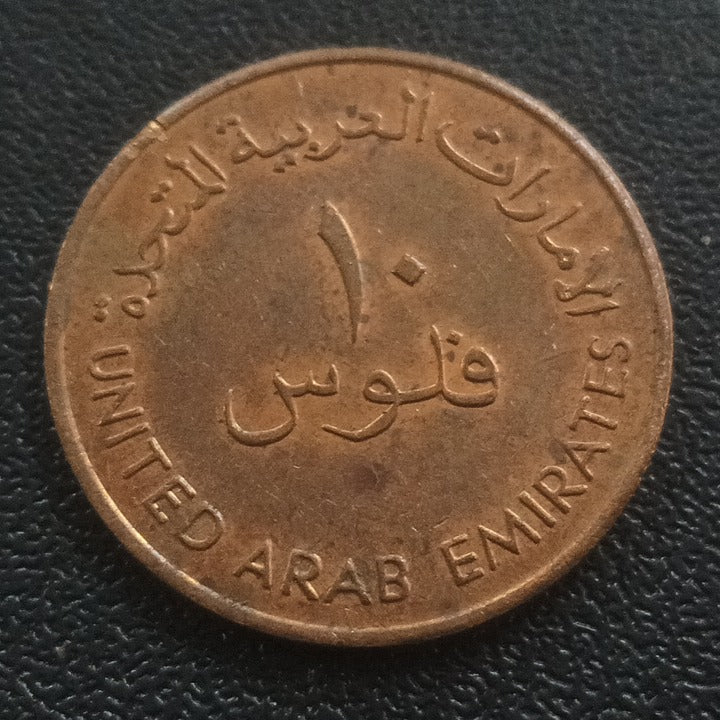 الإمارات العربية المتحدة
١٠
فلوس
UNITED ARAB EMIRATES